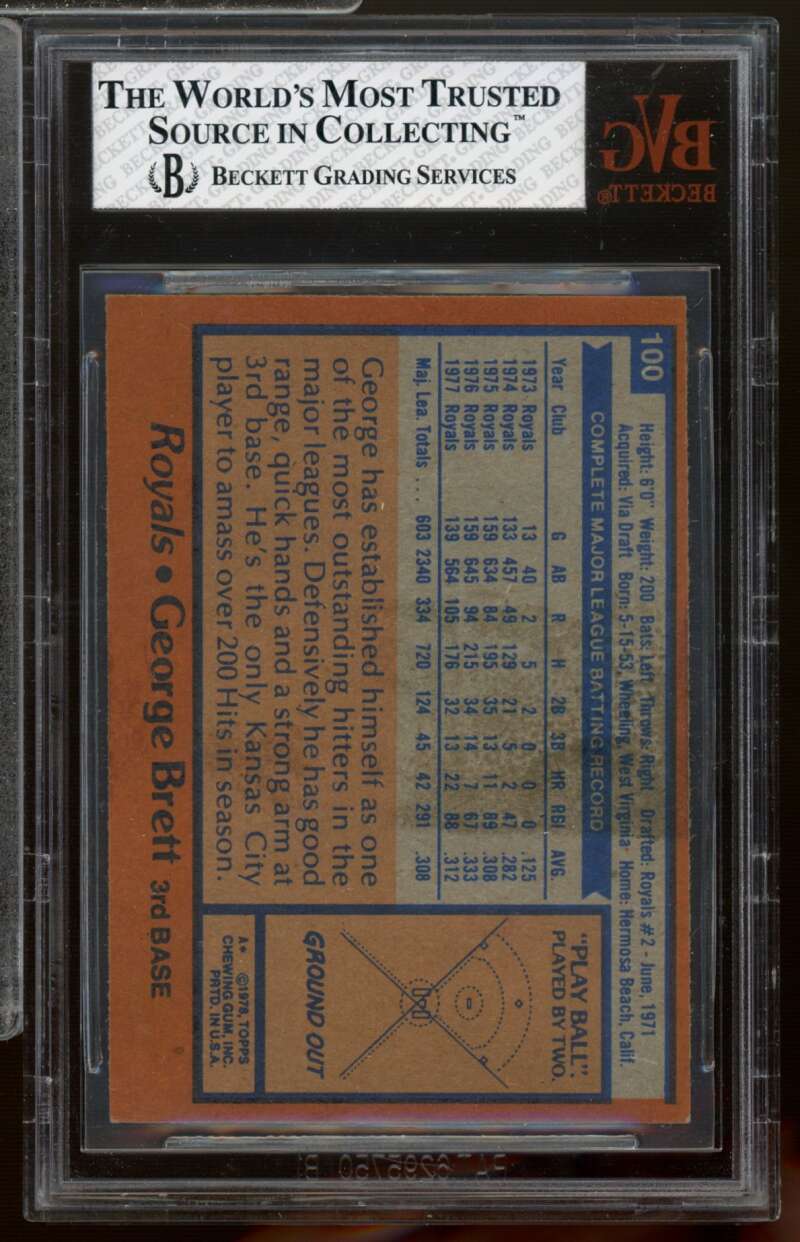 THE WORLD'S MOST TRUSTED
SOURCE IN COLLECTING™
B BECKETT GRADING SERVICES
BVG
BECKETT®
100
Height: 6'0" Weight: 200 Bats: Left Throws: Right Drafted: Royals #2 - June, 1971
Acquired: Via Draft Born: 5-15-53, Wheeling, West Virginia Home: Hermosa Beach, Calif.
COMPLETE MAJOR LEAGUE BATTING RECORD
Year Club G AB R H 2B 3B HR RBI AVG.
1973 Royals 13 40 2 5 2 0 0 0 .125
1974 Royals 133 457 49 129 21 5 2 47 .282
1975 Royals 159 634 84 195 35 13 11 89 .308
1976 Royals 159 645 94 215 34 14 7 67 .333
1977 Royals 139 564 105 176 32 13 22 88 .312
Maj. Lea. Totals ... 603 2340 334 720 124 45 42 291 .308
George has established himself as one
of the most outstanding hitters in the
major leagues. Defensively he has good
range, quick hands and a strong arm at
3rd base. He's the only Kansas City
player to amass over 200 Hits in season.
"PLAY BALL"
PLAYED BY TWO.
GROUND OUT
A* ©1978, TOPPS
CHEWING GUM, INC.
PRTD. IN U.S.A.
Royals • George Brett 3rd BASE